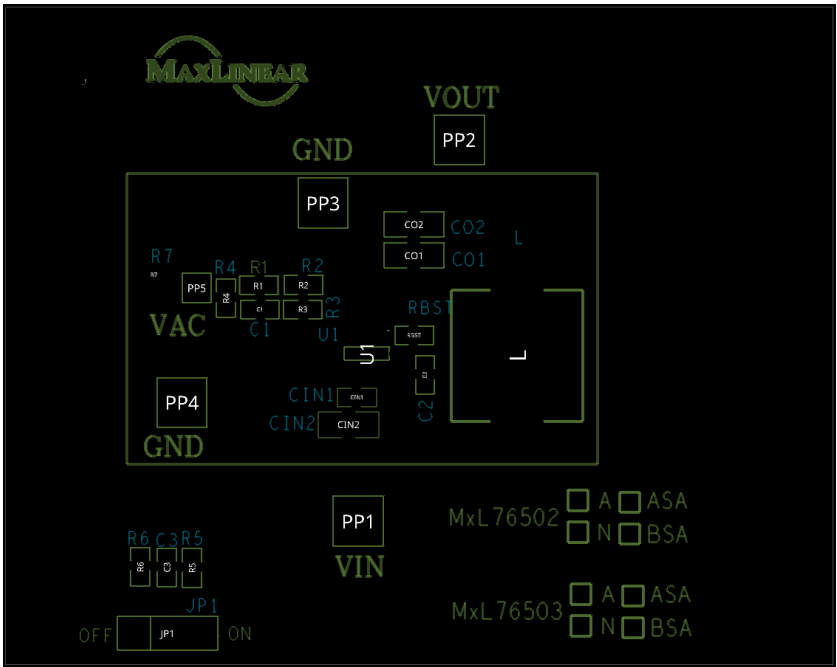 MAXLINEAR
VOUT
PP2
GND
PP3
CO2 CO2
CO1 CO1
L
R7
R7
R4 R1 R2
PP5 R4 R1 R2
R3 R3
C1
VAC
U1
RBST
RBST
U1
L
C2
CIN1 CIN1
CIN2 CIN2
PP4
GND
PP1
VIN
MxL76502
A ASA
N BSA
R6 C3 R5
R6 C3 R5
JP1
OFF JP1 ON
MxL76503
A ASA
N BSA